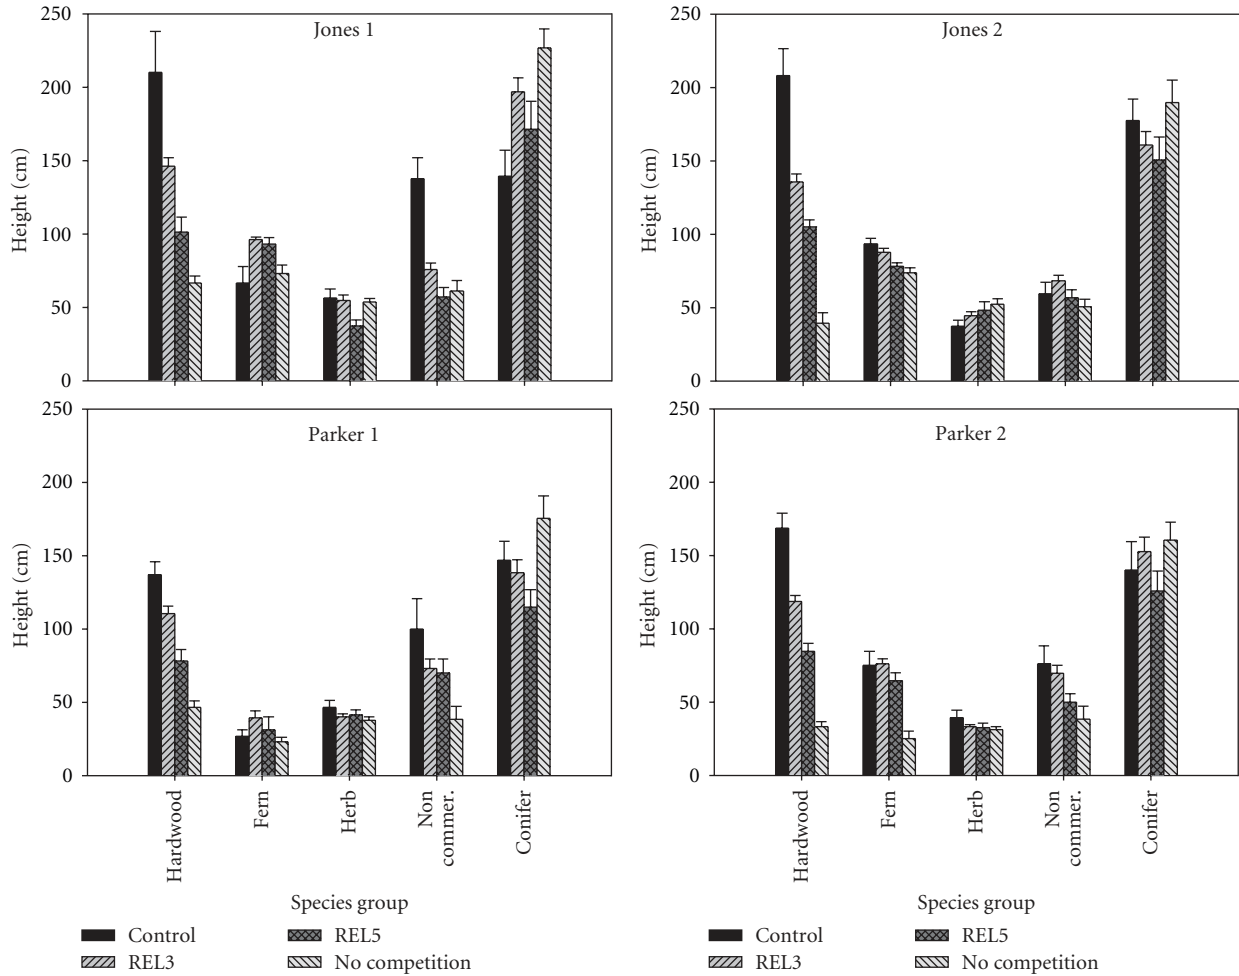 Jones 1
Height (cm)
250
200
150
100
50
0
Jones 2
Height (cm)
250
200
150
100
50
0
Parker 1
Height (cm)
250
200
150
100
50
0
Hardwood
Fern
Herb
Non
commer.
Conifer
Species group
Parker 2
Height (cm)
250
200
150
100
50
0
Hardwood
Fern
Herb
Non
commer.
Conifer
Species group
Control
REL3
REL5
No competition
Control
REL3
REL5
No competition